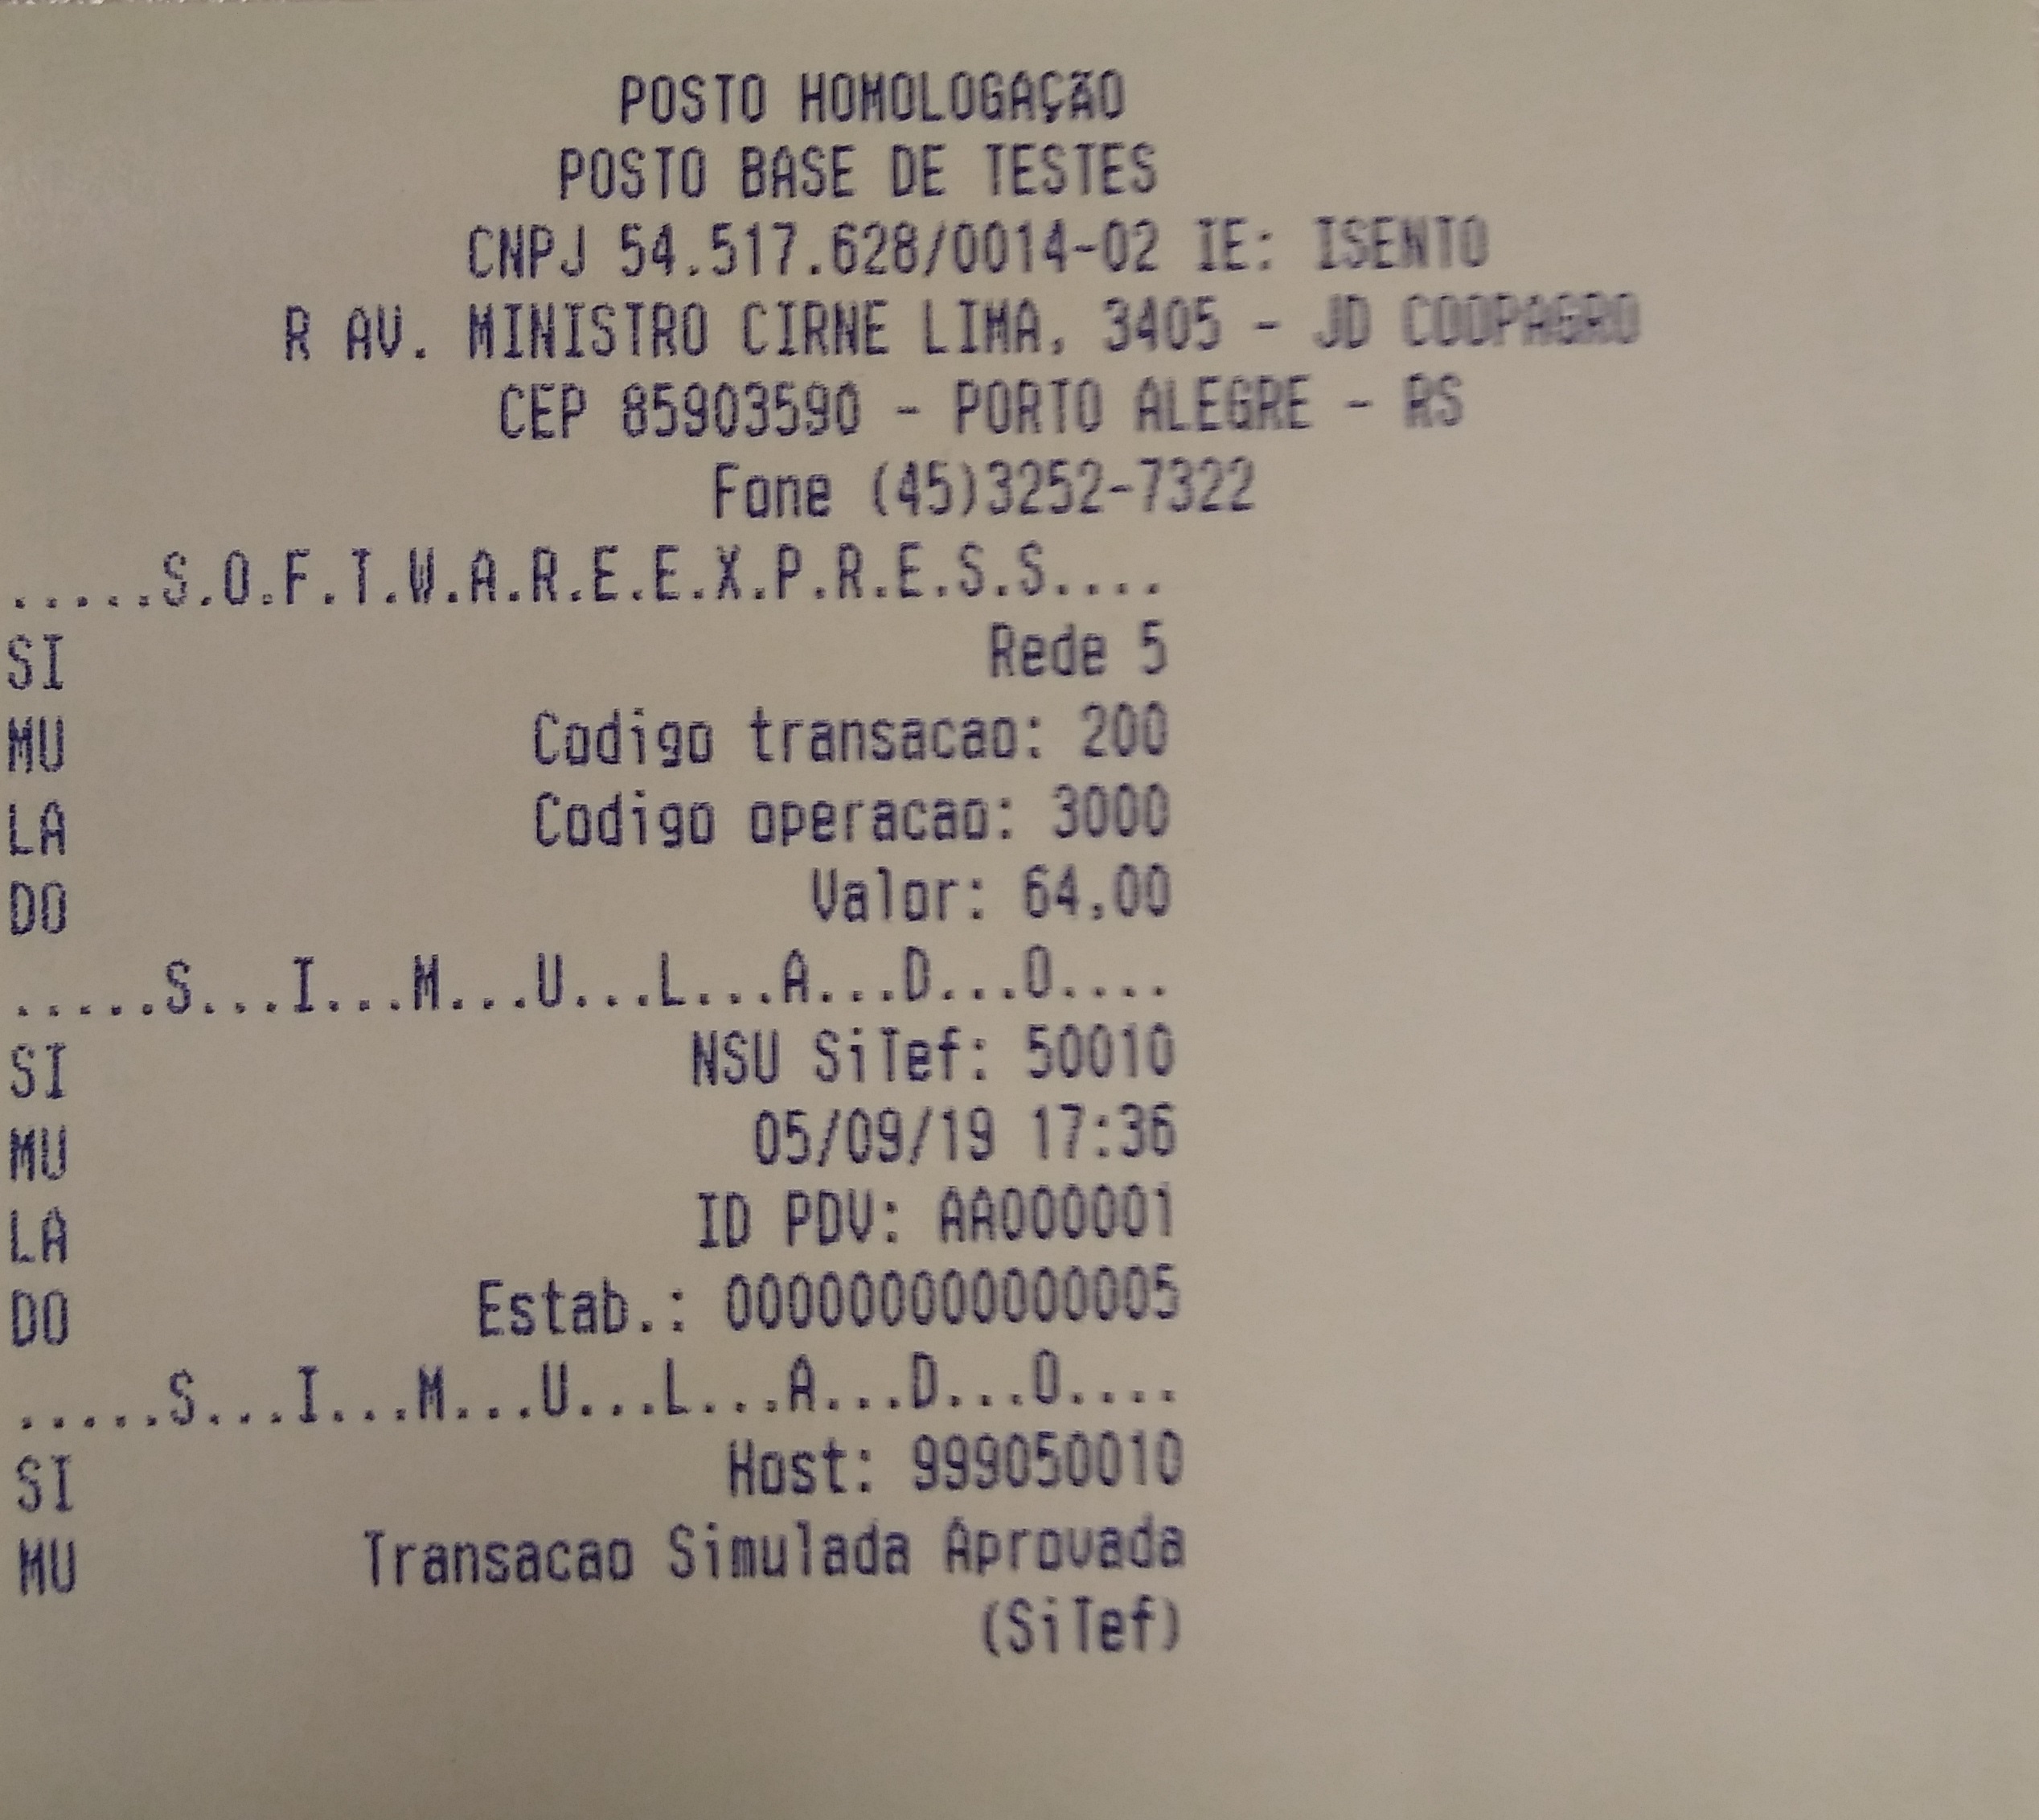 POSTO HOMOLOGAÇÃO
POSTO BASE DE TESTES
CNPJ 54.517.628/0014-02 IE: ISENTO
R AV. MINISTRO CIRNE LIMA, 3405 - JD COOPAGRO
CEP 85903590 - PORTO ALEGRE - RS
Fone (45)3252-7322
.....S.O.F.T.W.A.R.E.E.X.P.R.E.S.S....
SI Rede 5
MU Codigo transacao: 200
LA Codigo operacao: 3000
DO Valor: 64,00
.....S...I...M...U...L...A...D...O....
SI NSU SiTef: 50010
MU 05/09/19 17:36
LA ID PDV: AA000001
DO Estab.: 000000000000005
.....S...I...M...U...L...A...D...O....
SI Host: 999050010
MU Transacao Simulada Aprovada
(SiTef)